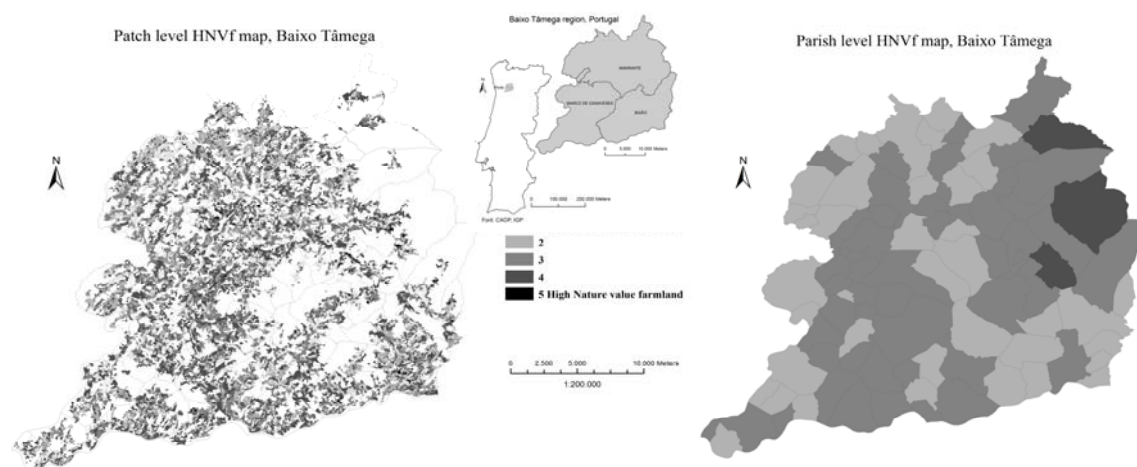 Patch level HNVf map, Baixo Tâmega
N
Baixo Tâmega region, Portugal
N
AMARANTE
MARCO DE CANAVESES
BAIÃO
0 5.000 10.000 Meters
0 100.000 200.000 Meters
Font: CAOP, IGP
2
3
4
5 High Nature value farmland
0 2.500 5.000 10.000 Meters
1:200.000
Parish level HNVf map, Baixo Tâmega
N